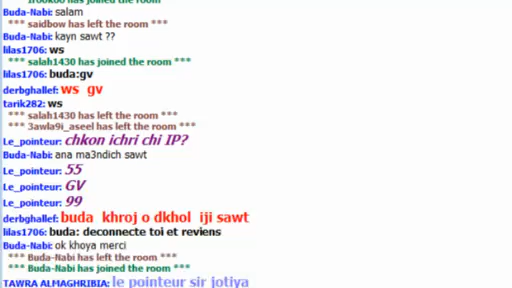 frookoo has joined the room ***
Buda-Nabi: salam
*** saidbow has left the room ***
Buda-Nabi: kayn sawt ??
lilas1706: ws
*** salah1430 has joined the room ***
lilas1706: buda:gv
derbghallef: ws gv
tarik282: ws
*** salah1430 has left the room ***
*** 3awla9i_aseel has left the room ***
Le_pointeur: chkon ichri chi IP?
Buda-Nabi: ana ma3ndich sawt
Le_pointeur: 55
Le_pointeur: GV
Le_pointeur: 99
derbghallef: buda khroj o dkhol iji sawt
lilas1706: buda: deconnecte toi et reviens
Buda-Nabi: ok khoya merci
*** Buda-Nabi has left the room ***
*** Buda-Nabi has joined the room ***
TAWRA ALMAGHRIBIA: le pointeur sir jotiya